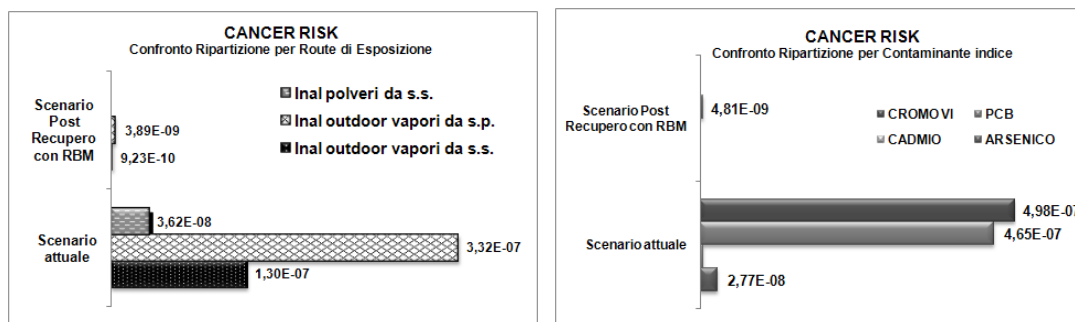 CANCER RISK
Confronto Ripartizione per Route di Esposizione
Scenario
Post
Recupero
con RBM
3,89E-09
9,23E-10
Inal polveri da s.s.
Inal outdoor vapori da s.p.
Inal outdoor vapori da s.s.
Scenario
attuale
3,62E-08
3,32E-07
1,30E-07
CANCER RISK
Confronto Ripartizione per Contaminante indice
Scenario Post
Recupero con RBM
4,81E-09
CROMO VI
PCB
CADMIO
ARSENICO
Scenario attuale
4,98E-07
4,65E-07
2,77E-08